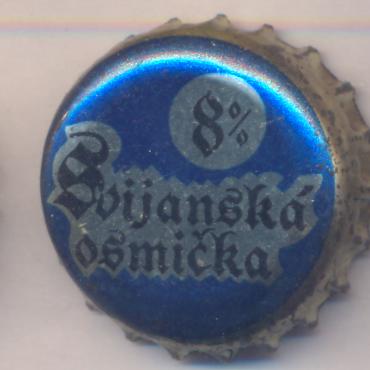 8%
Svijanská
osmička